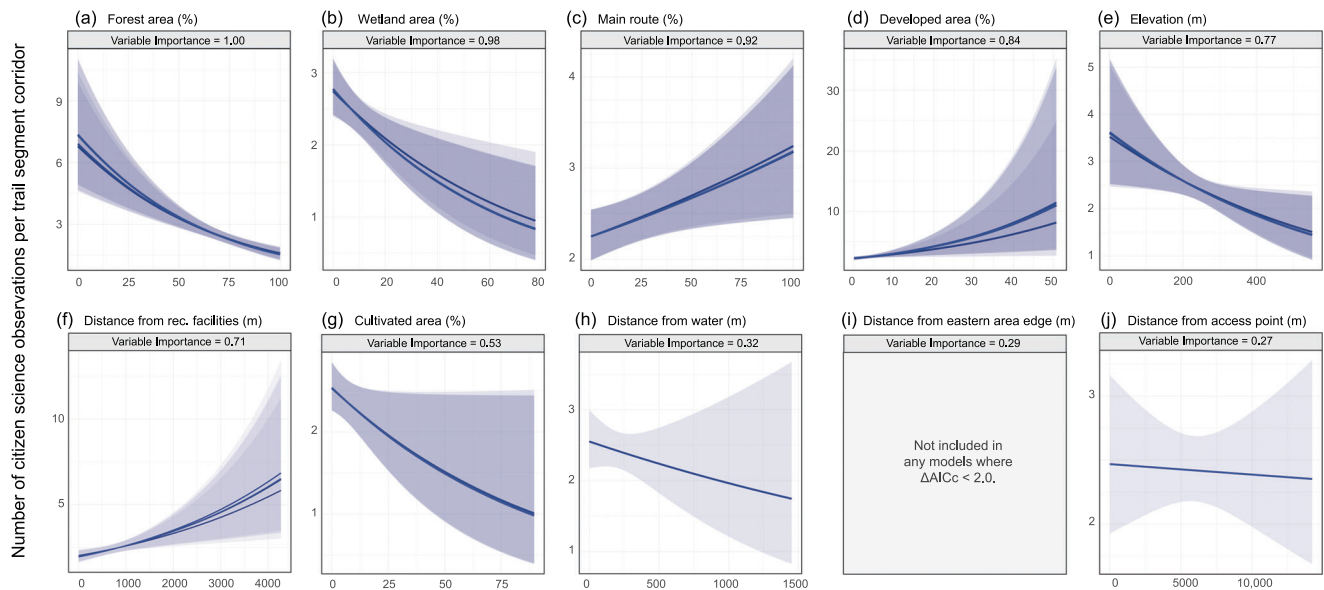 Number of citizen science observations per trail segment corridor
(a) Forest area (%)
Variable Importance = 1.00
9
6
3
0 25 50 75 100
(b) Wetland area (%)
Variable Importance = 0.98
3
2
1
0 20 40 60 80
(c) Main route (%)
Variable Importance = 0.92
4
3
2
0 25 50 75 100
(d) Developed area (%)
Variable Importance = 0.84
30
20
10
0 10 20 30 40 50
(e) Elevation (m)
Variable Importance = 0.77
5
4
3
2
1
0 200 400
(f) Distance from rec. facilities (m)
Variable Importance = 0.71
10
5
0 1000 2000 3000 4000
(g) Cultivated area (%)
Variable Importance = 0.53
2
1
0 25 50 75
(h) Distance from water (m)
Variable Importance = 0.32
3
2
1
0 500 1000 1500
(i) Distance from eastern area edge (m)
Variable Importance = 0.29
Not included in
any models where
ΔAICc < 2.0.
(j) Distance from access point (m)
Variable Importance = 0.27
3
2
0 5000 10,000